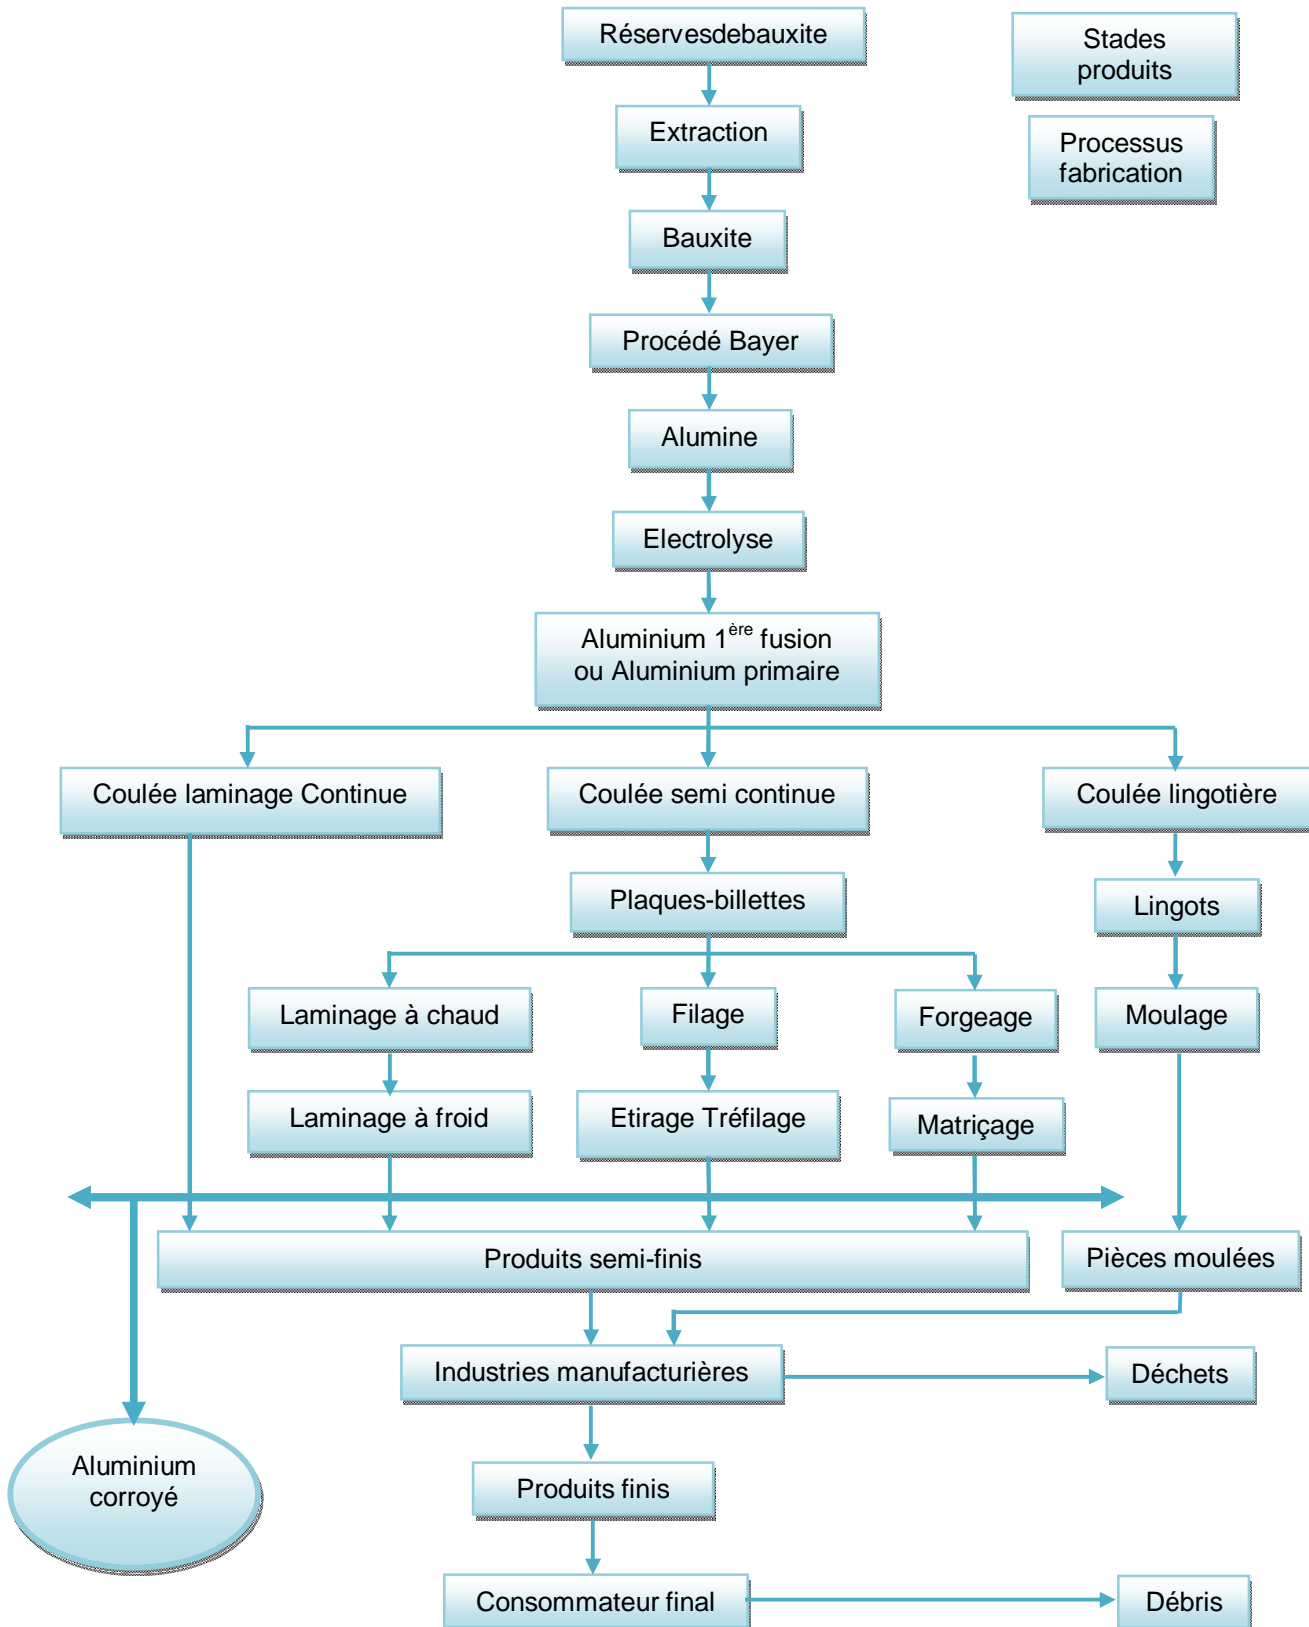 Réservesdebauxite
Stades
produits
Extraction
Processus
fabrication
Bauxite
Procédé Bayer
Alumine
Electrolyse
Aluminium 1ère fusion
ou Aluminium primaire
Coulée laminage Continue
Coulée semi continue
Coulée lingotière
Plaques-billettes
Lingots
Laminage à chaud
Filage
Forgeage
Moulage
Laminage à froid
Etirage Tréfilage
Matriçage
Produits semi-finis
Pièces moulées
Industries manufacturières
Déchets
Aluminium
corroyé
Produits finis
Consommateur final
Débris